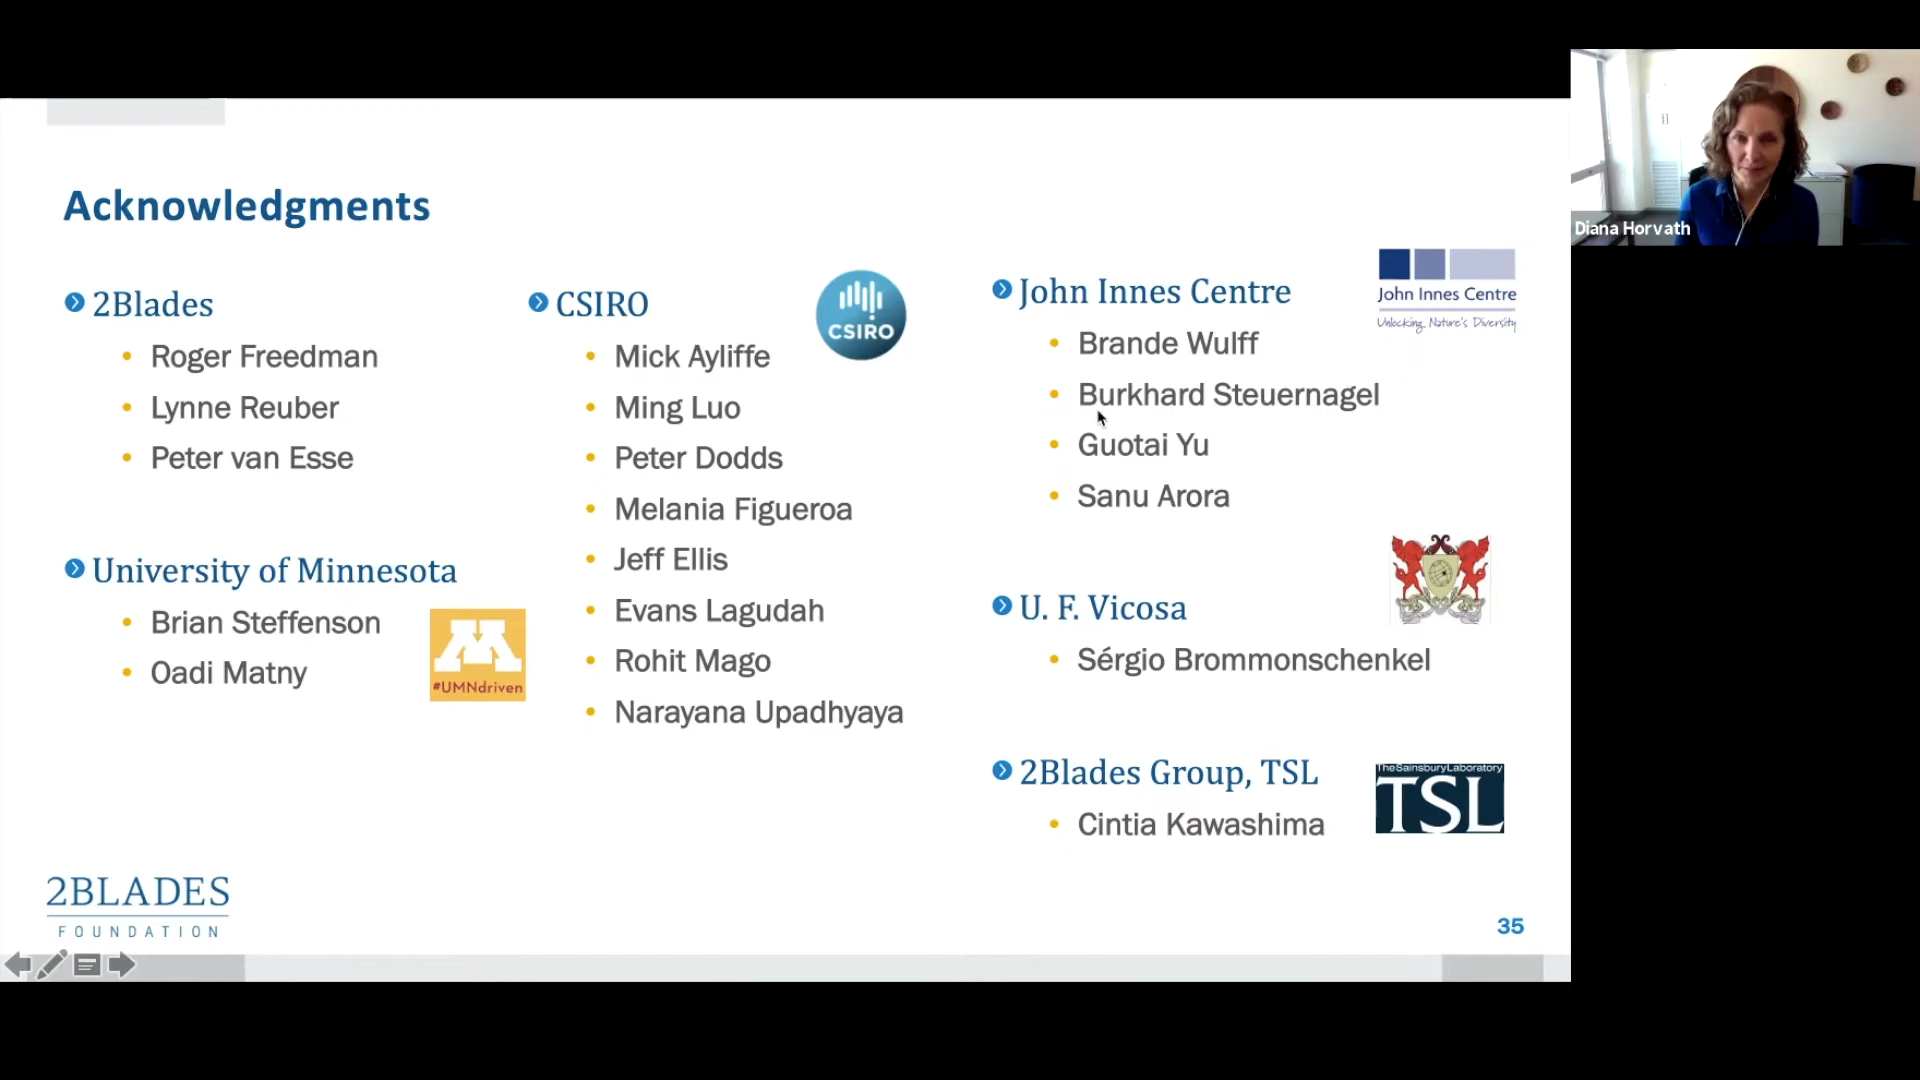 Acknowledgments
2Blades
Roger Freedman
Lynne Reuber
Peter van Esse
University of Minnesota
Brian Steffenson
Oadi Matny
#UMNdriven
CSIRO
CSIRO
Mick Ayliffe
Ming Luo
Peter Dodds
Melania Figueroa
Jeff Ellis
Evans Lagudah
Rohit Mago
Narayana Upadhyaya
John Innes Centre
John Innes Centre
Unlocking Nature's Diversity
Brande Wulff
Burkhard Steuernagel
Guotai Yu
Sanu Arora
U. F. Vicosa
Sérgio Brommonschenkel
2Blades Group, TSL
TheSainsburyLaboratory
TSL
Cintia Kawashima
2BLADES
FOUNDATION
35
Diana Horvath